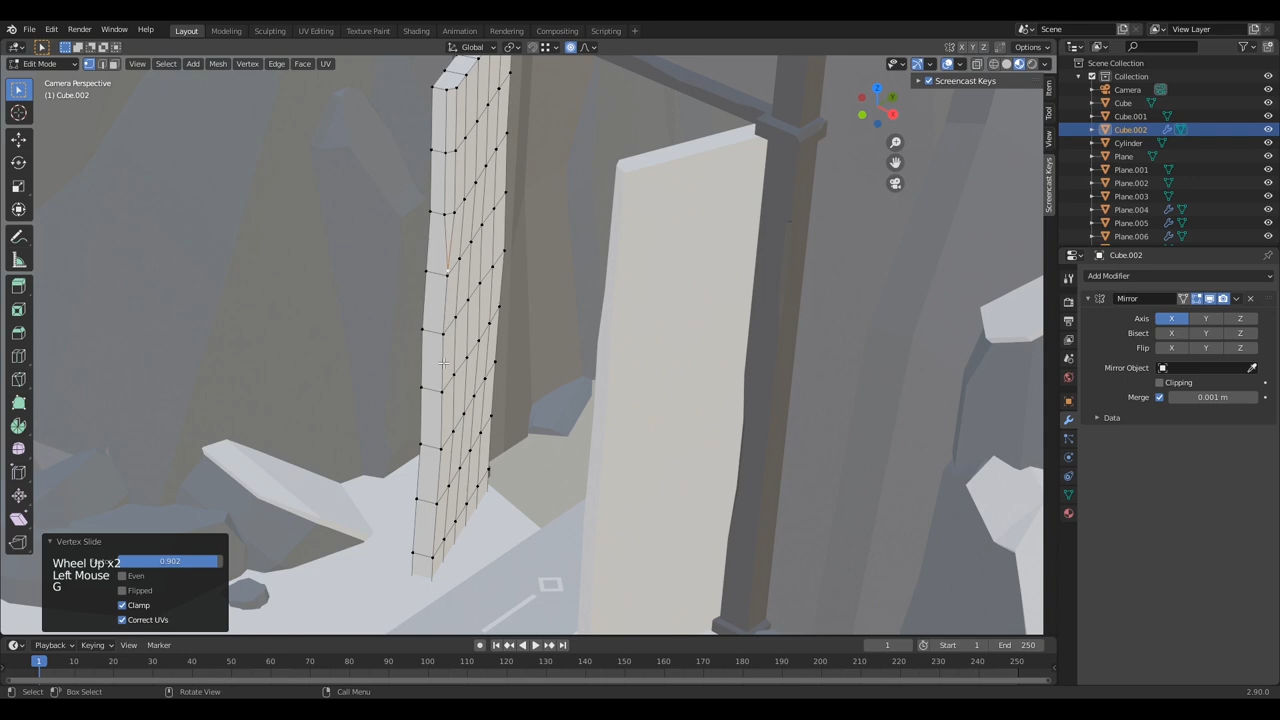 File Edit Render Window Help Layout Modeling Sculpting UV Editing Texture Paint Shading Animation Rendering Compositing Scripting + Scene View Layer
Global X Y Z Options
Edit Mode View Select Add Mesh Vertex Edge Face UV
Camera Perspective
(1) Cube.002
Screencast Keys
Item
Tool
View
Screencast Keys
X
Y
Z
Scene Collection
Collection
Camera
Cube
Cube.001
Cube.002
Cylinder
Plane
Plane.001
Plane.002
Plane.003
Plane.004
Plane.005
Plane.006
Cube.002
Add Modifier
Mirror
Axis X Y Z
Bisect X Y Z
Flip X Y Z
Mirror Object
Clipping
Merge 0.001 m
Data
Vertex Slide
0.902
Even
Flipped
Clamp
Correct UVs
Wheel Up x2
Left Mouse
G
Playback Keying View Marker 1 Start 1 End 250
1 10 20 30 40 50 60 70 80 90 100 110 120 130 140 150 160 170 180 190 200 210 220 230 240 250
Select Box Select Rotate View Call Menu 2.90.0